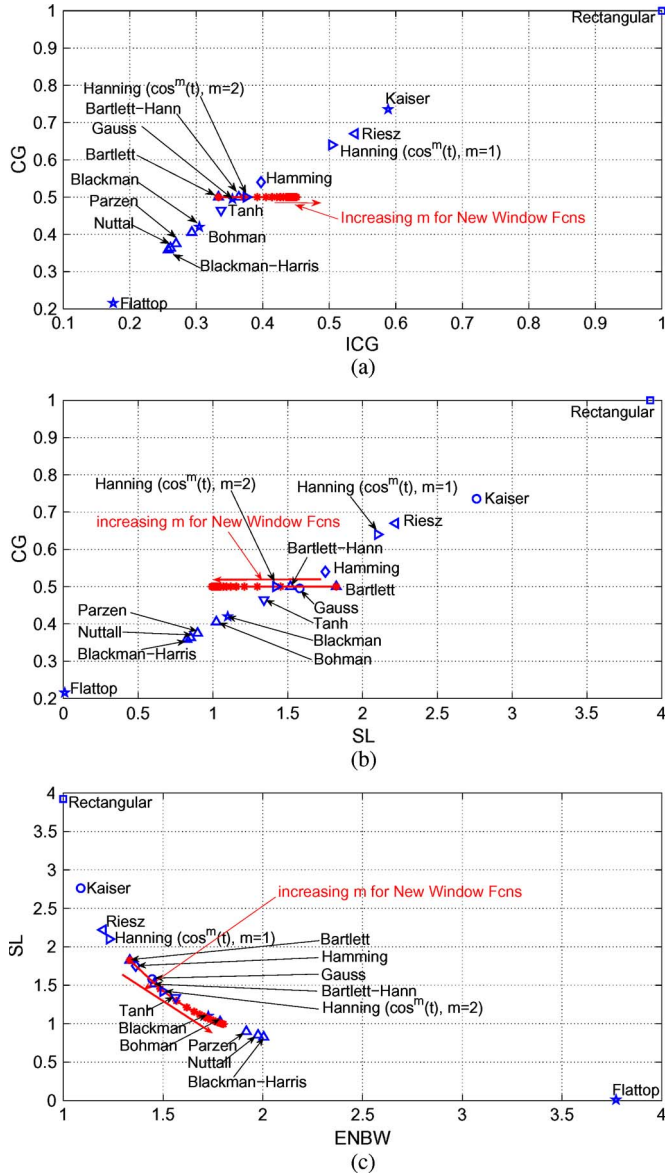 1
0.9
0.8
0.7
0.6
0.5
0.4
0.3
0.2
CG
Rectangular
Hanning (cos^m(t), m=2)
Bartlett-Hann
Gauss
Bartlett
Blackman
Parzen
Nuttal
Kaiser
Riesz
Hanning (cos^m(t), m=1)
Hamming
Tanh
Increasing m for New Window Fcns
Bohman
Blackman-Harris
Flattop
0.1 0.2 0.3 0.4 0.5 0.6 0.7 0.8 0.9 1
ICG
(a)
1
0.9
0.8
0.7
0.6
0.5
0.4
0.3
0.2
CG
Rectangular
Hanning (cos^m(t), m=2)
Hanning (cos^m(t), m=1)
Kaiser
Riesz
increasing m for New Window Fcns
Bartlett-Hann
Hamming
Bartlett
Gauss
Tanh
Parzen
Nuttall
Blackman
Blackman-Harris
Bohman
Flattop
0 0.5 1 1.5 2 2.5 3 3.5 4
SL
(b)
4
3.5
3
2.5
2
1.5
1
0.5
0
SL
Rectangular
Kaiser
increasing m for New Window Fcns
Riesz
Hanning (cos^m(t), m=1)
Bartlett
Hamming
Gauss
Bartlett-Hann
Hanning (cos^m(t), m=2)
Tanh
Blackman
Bohman
Parzen
Nuttall
Blackman-Harris
Flattop
1 1.5 2 2.5 3 3.5 4
ENBW
(c)